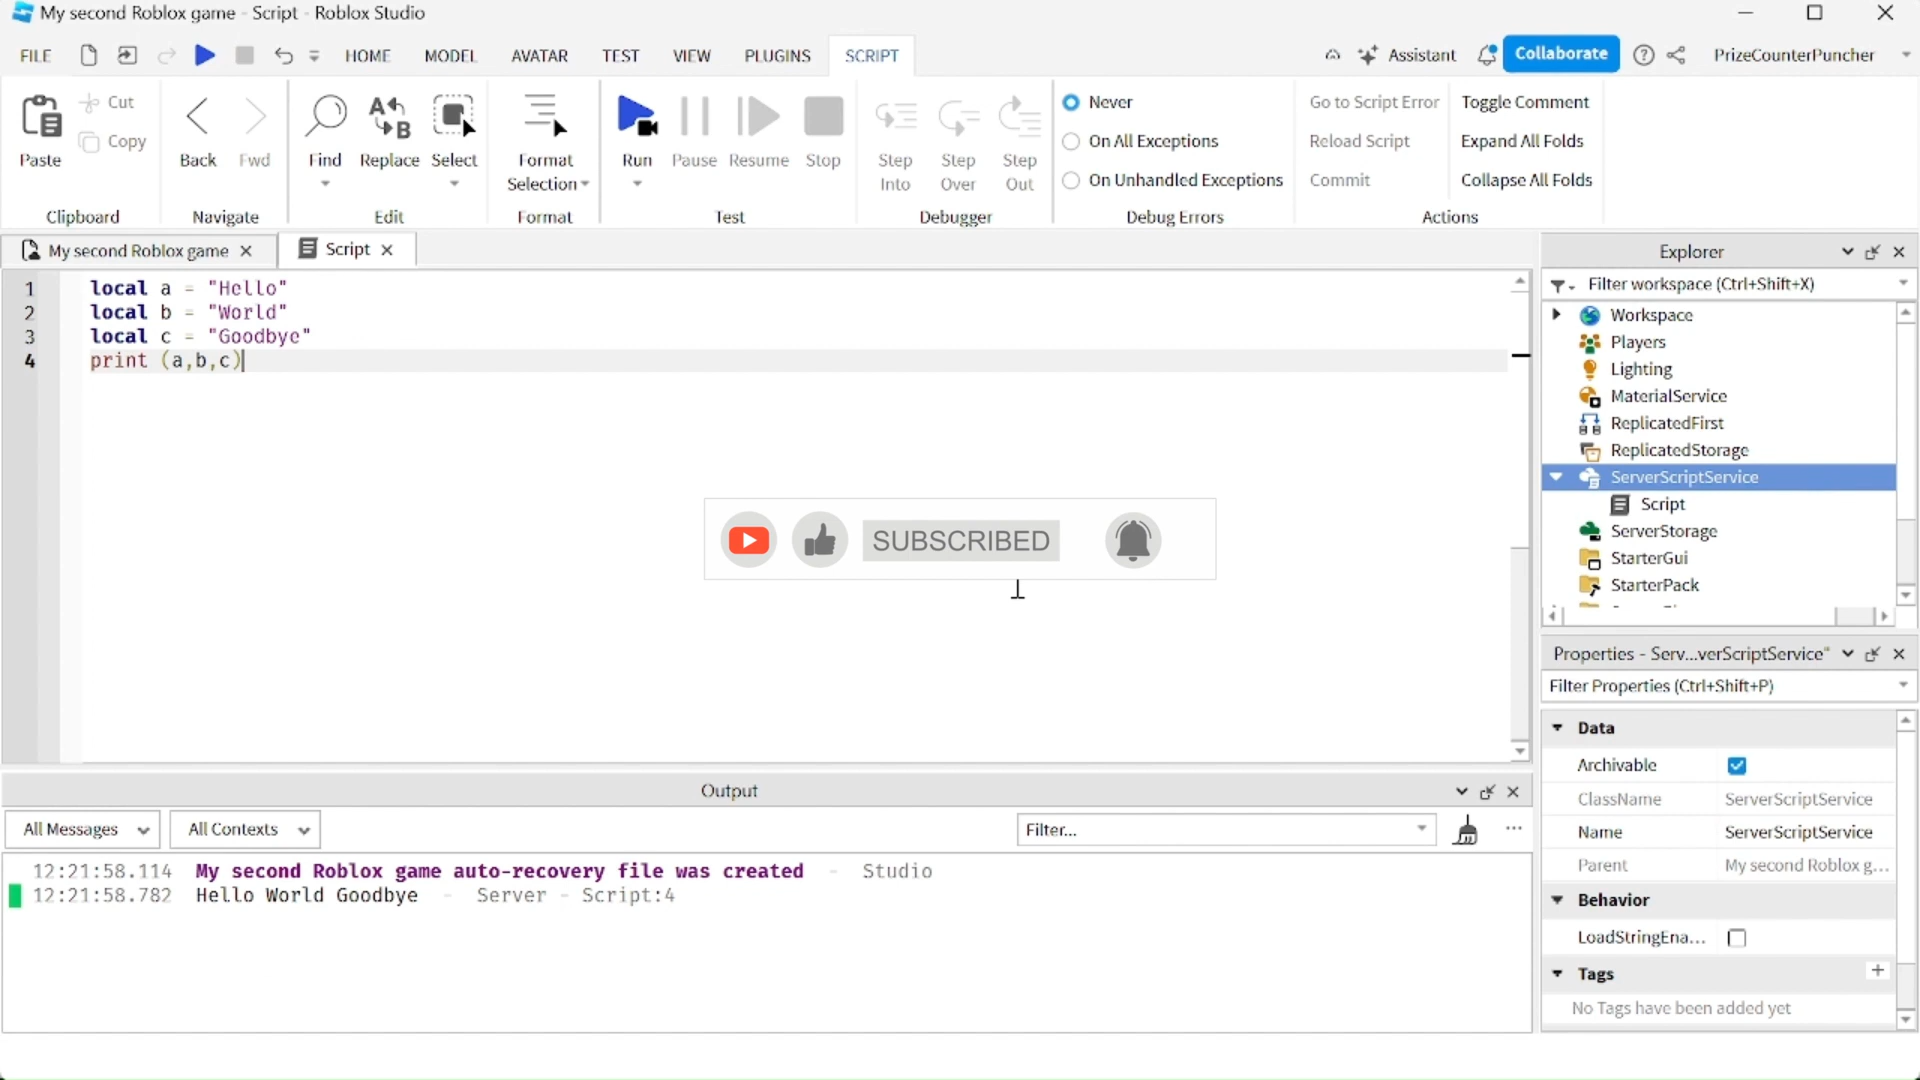 My second Roblox game - Script - Roblox Studio
FILE HOME MODEL AVATAR TEST VIEW PLUGINS SCRIPT Assistant Collaborate PrizeCounterPuncher
Paste
Cut
Copy
Clipboard
Back
Fwd
Navigate
Find
Replace
Select
Edit
Format
Selection
Format
Run
Pause
Resume
Stop
Test
Step
Into
Step
Over
Step
Out
Debugger
Never
On All Exceptions
On Unhandled Exceptions
Debug Errors
Go to Script Error
Reload Script
Commit
Toggle Comment
Expand All Folds
Collapse All Folds
Actions
My second Roblox game
Script
1 local a = "Hello"
2 local b = "World"
3 local c = "Goodbye"
4 print (a,b,c)
SUBSCRIBED
Explorer
Filter workspace (Ctrl+Shift+X)
Workspace
Players
Lighting
MaterialService
ReplicatedFirst
ReplicatedStorage
ServerScriptService
Script
ServerStorage
StarterGui
StarterPack
Properties - Serv...verScriptService"
Filter Properties (Ctrl+Shift+P)
Data
Archivable
ClassName ServerScriptService
Name ServerScriptService
Parent My second Roblox g...
Behavior
LoadStringEna...
Tags
No Tags have been added yet
Output
All Messages All Contexts Filter...
12:21:58.114 My second Roblox game auto-recovery file was created - Studio
12:21:58.782 Hello World Goodbye - Server - Script:4